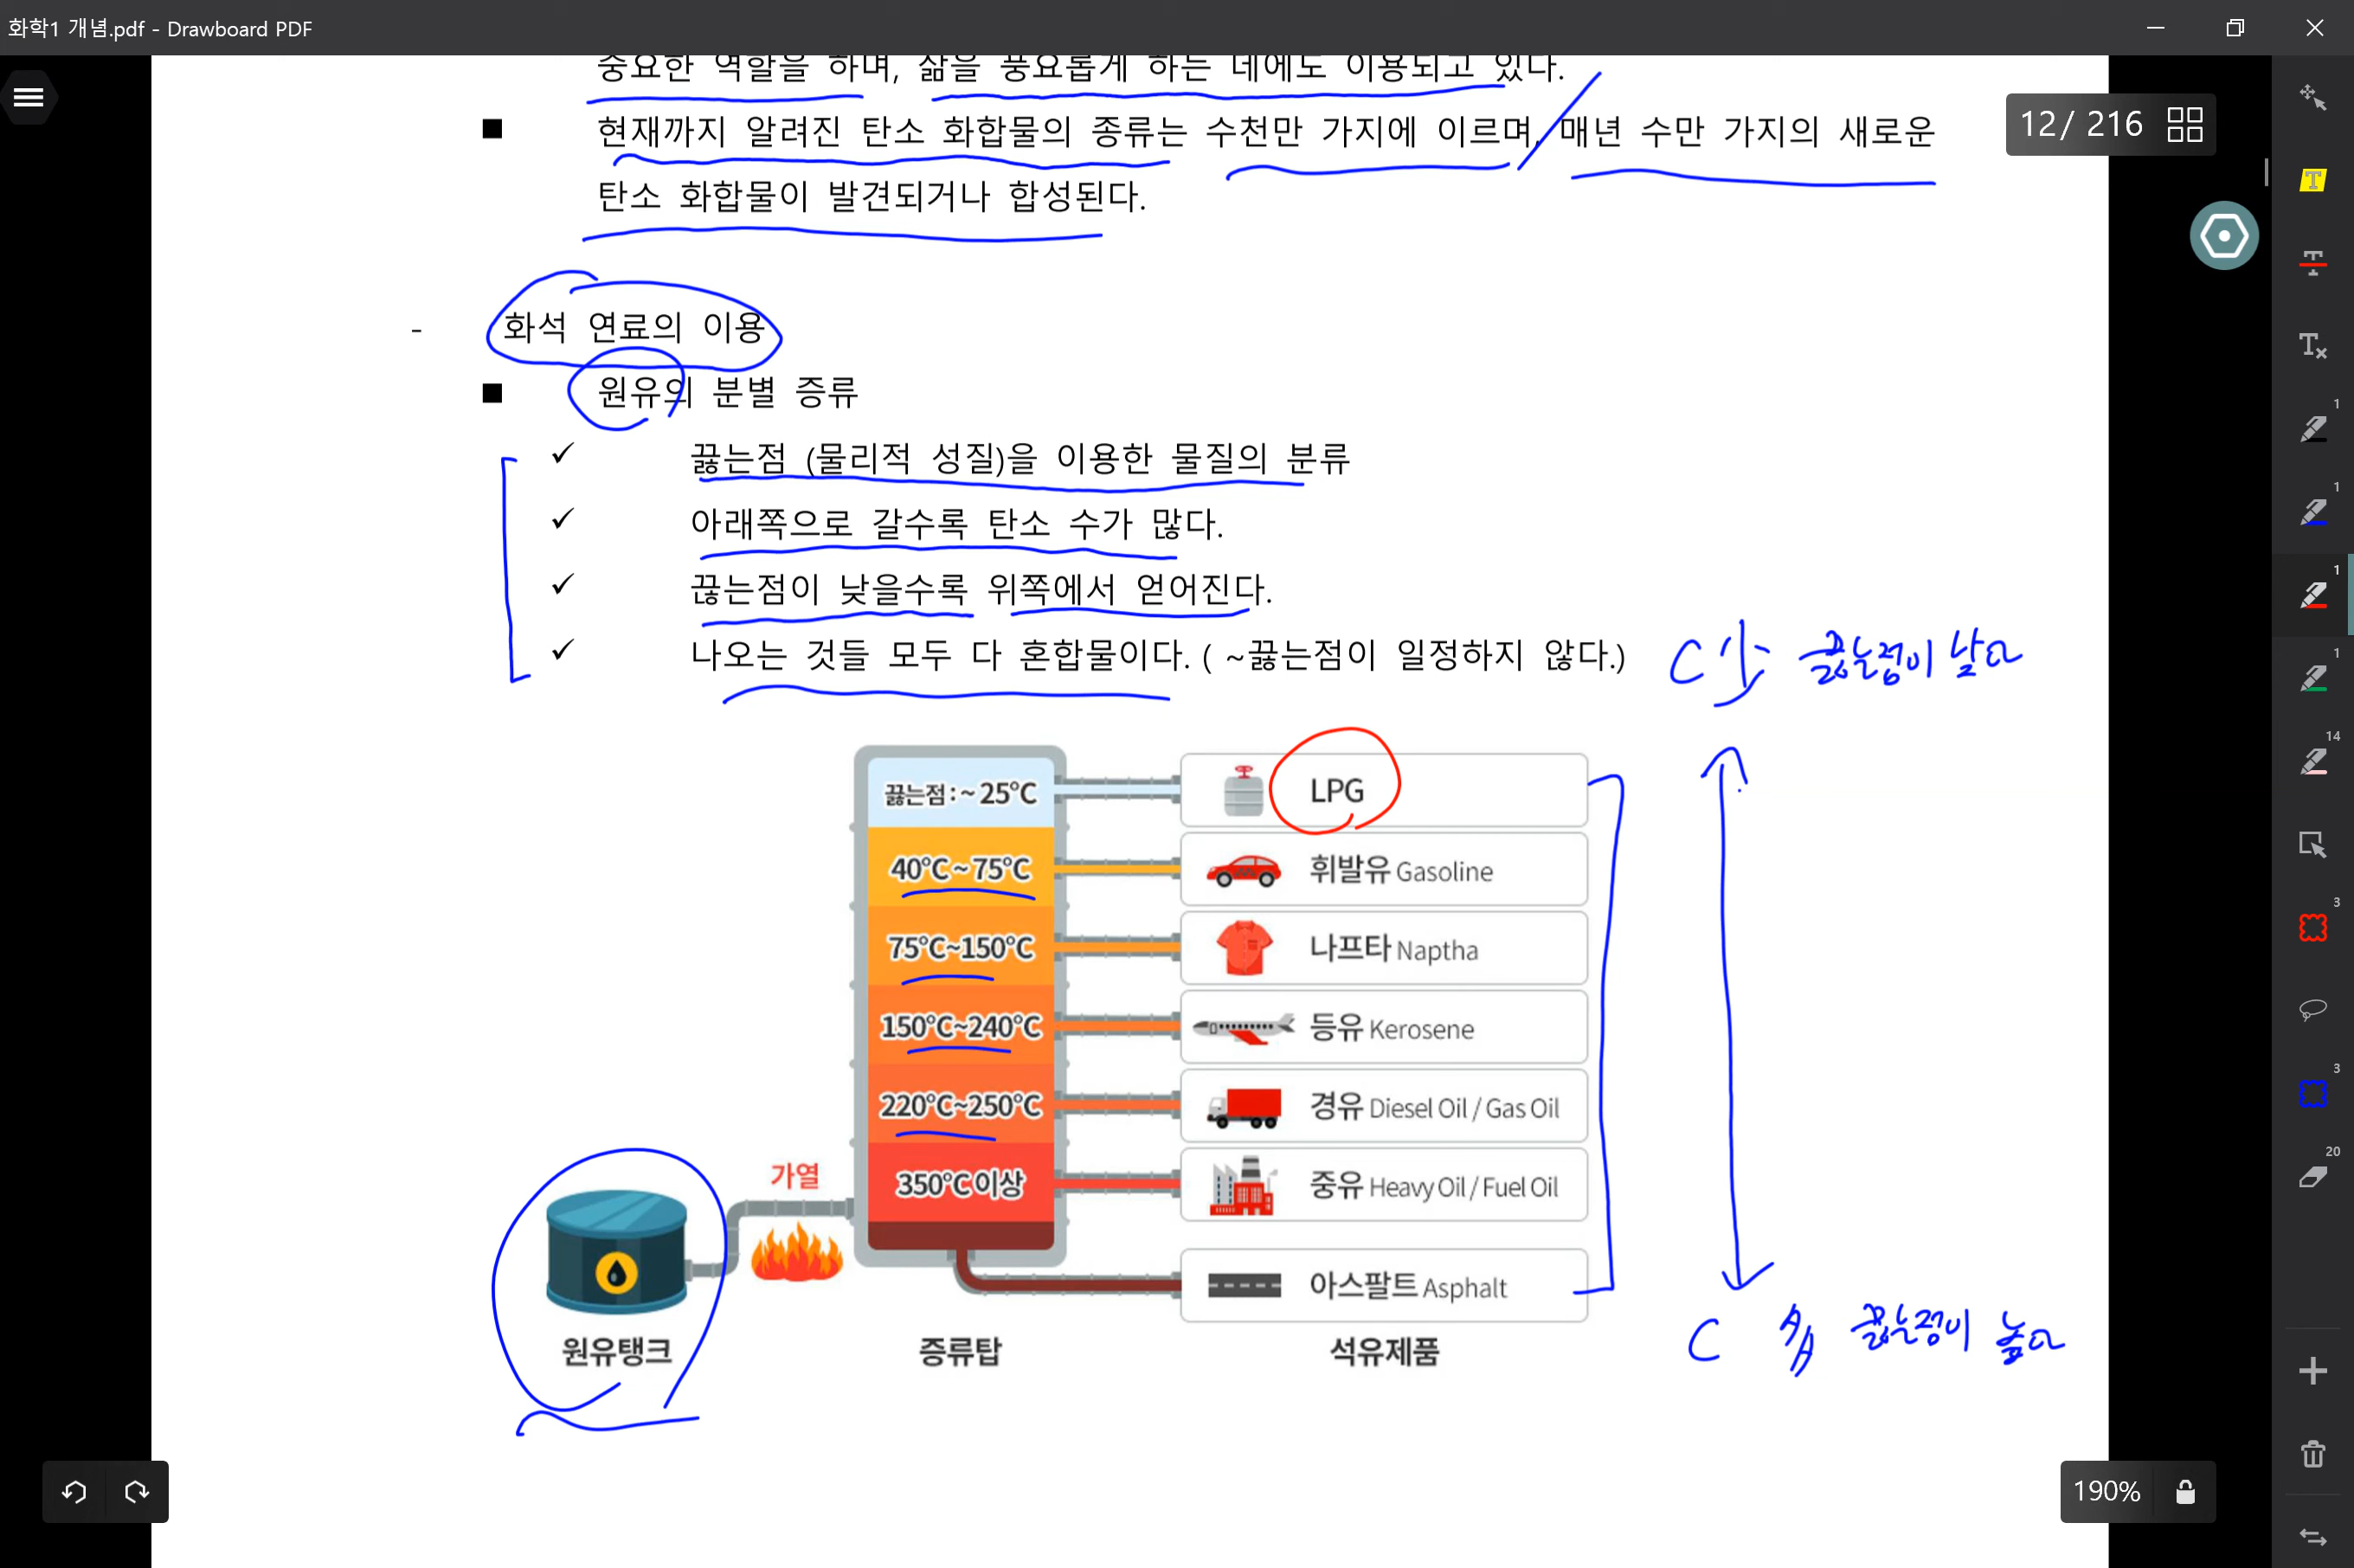 화학1 개념.pdf - Drawboard PDF
중요한 역할을 하며, 삶을 풍요롭게 하는 데에도 이용되고 있다.
12/ 216
■ 현재까지 알려진 탄소 화합물의 종류는 수천만 가지에 이르며, 매년 수만 가지의 새로운
탄소 화합물이 발견되거나 합성된다.
- 화석 연료의 이용
■ 원유의 분별 증류
✓ 끓는점 (물리적 성질)을 이용한 물질의 분류
✓ 아래쪽으로 갈수록 탄소 수가 많다.
✓ 끊는점이 낮을수록 위쪽에서 얻어진다.
✓ 나오는 것들 모두 다 혼합물이다. ( ~끓는점이 일정하지 않다.)
C 少 끓는점이 낮으
끓는점 : ~ 25°C
LPG
40°C ~ 75°C
휘발유 Gasoline
75°C~150°C
나프타 Naptha
150°C~240°C
등유 Kerosene
220°C~250°C
경유 Diesel Oil / Gas Oil
350°C 이상
중유 Heavy Oil / Fuel Oil
가열
아스팔트 Asphalt
C 多 끓는점이 높으
원유탱크
증류탑
석유제품
190%
1
1
1
1
14
3
3
20